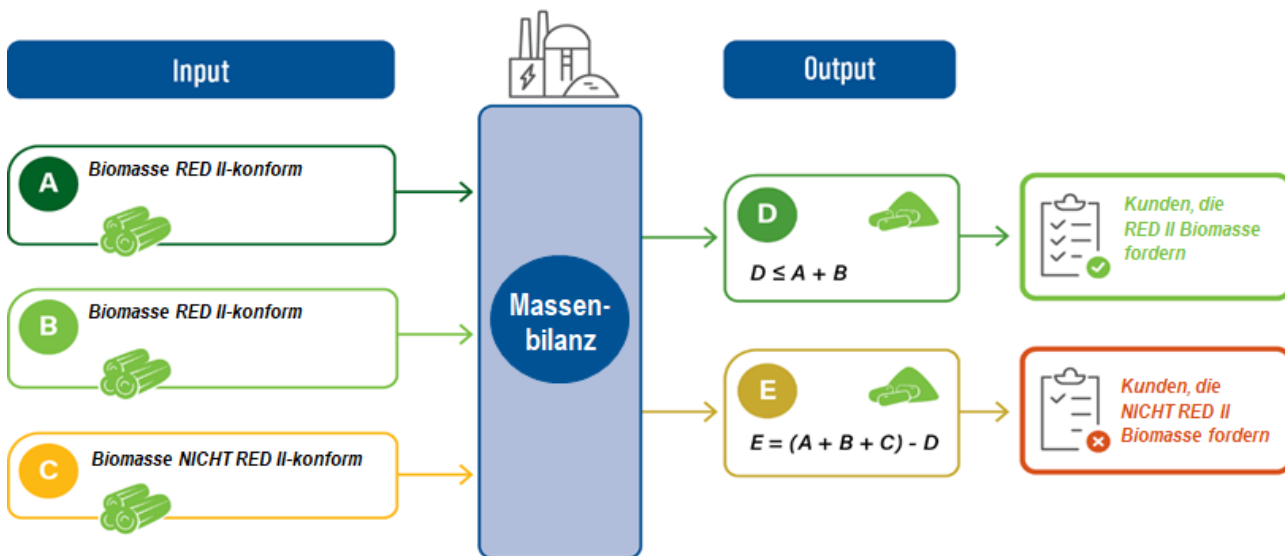 Input
Output
A
Biomasse RED II-konform
B
Biomasse RED II-konform
C
Biomasse NICHT RED II-konform
Massen-
bilanz
D
D ≤ A + B
Kunden, die
RED II Biomasse
fordern
E
E = (A + B + C) - D
Kunden, die
NICHT RED II
Biomasse fordern